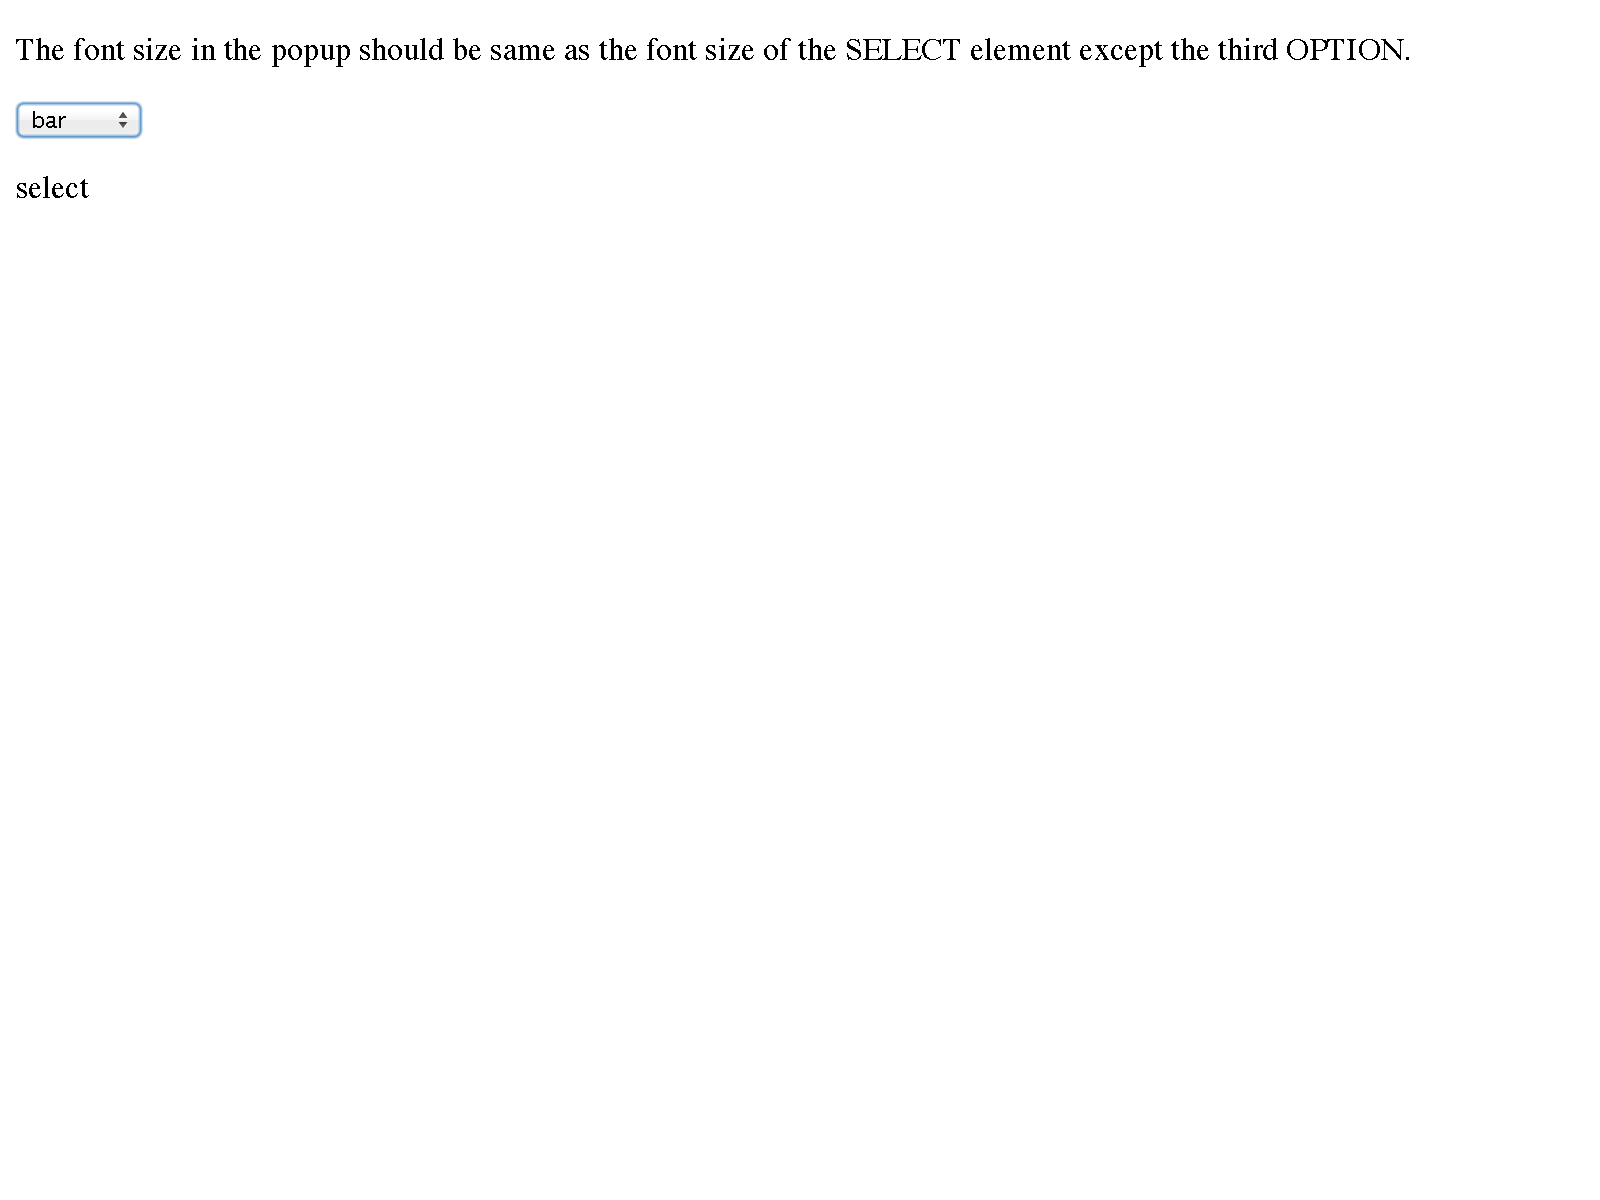 The font size in the popup should be same as the font size of the SELECT element except the third OPTION.
bar
select